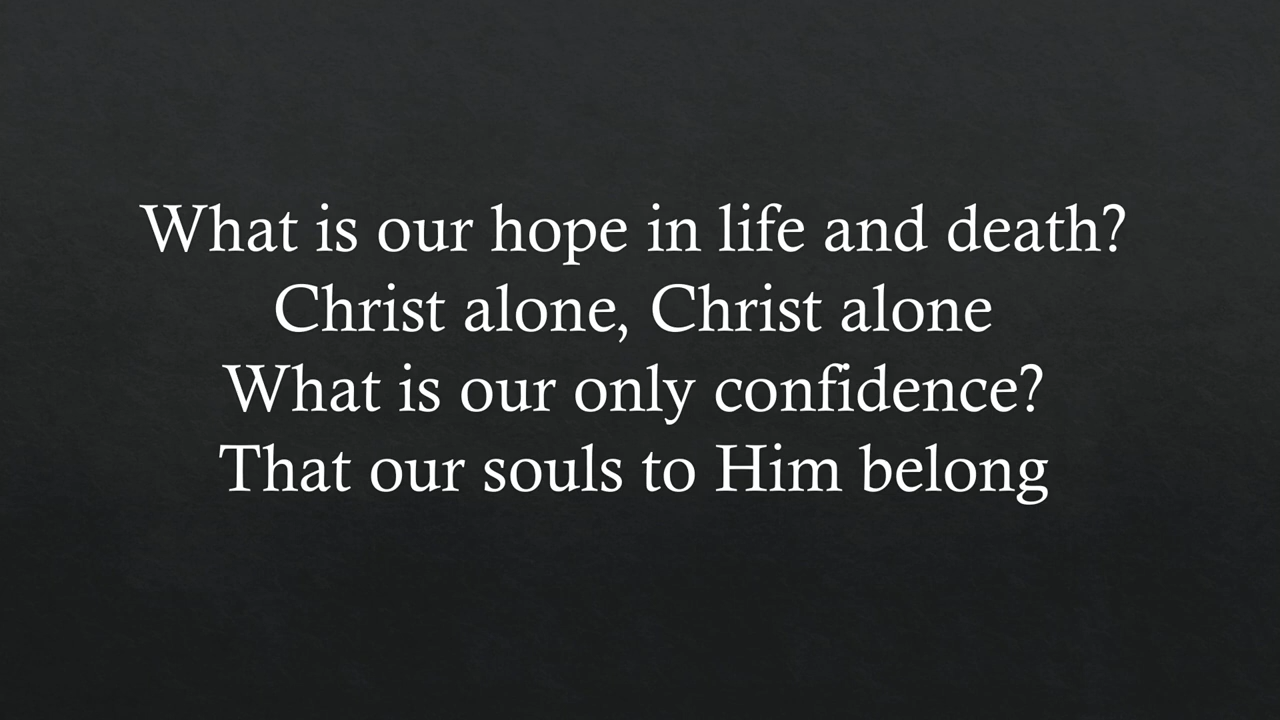 What is our hope in life and death?
Christ alone, Christ alone
What is our only confidence?
That our souls to Him belong